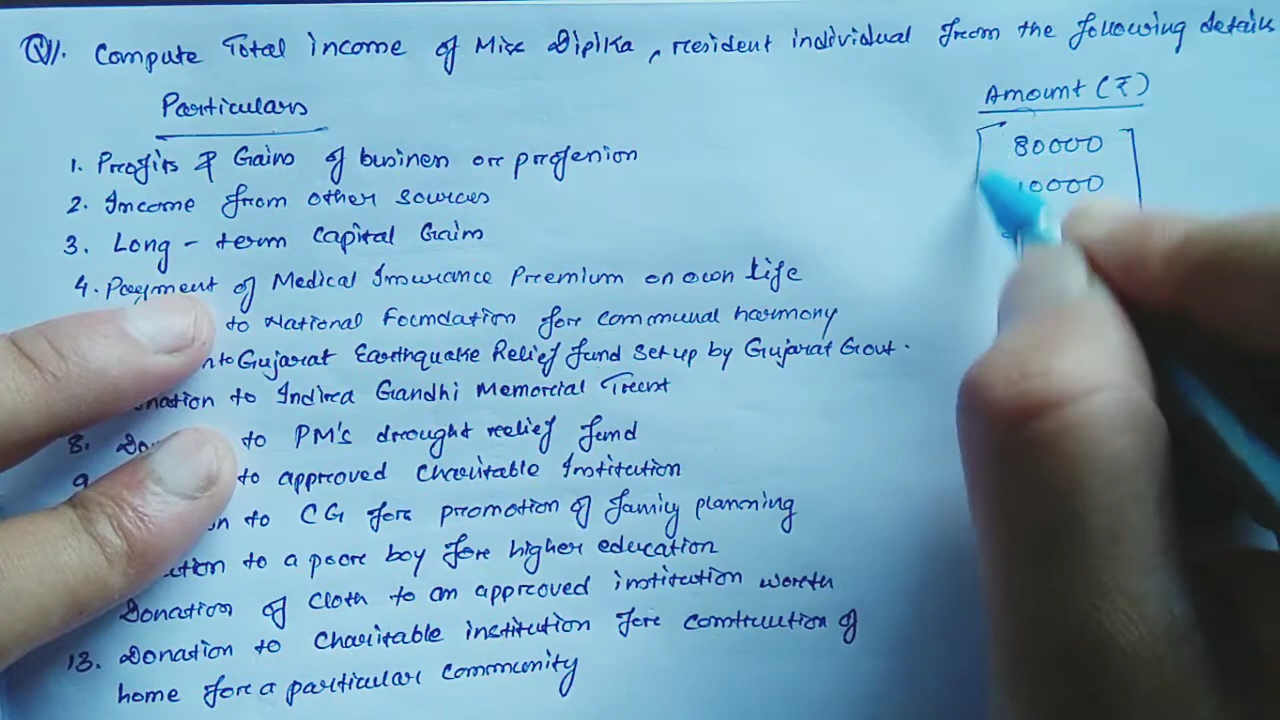 Q1. Compute Total income of Miss Dipika, resident individual from the following details
Particulars
Amount (₹)
1. Profits & Gains of business or profession 80000
2. Income from other sources 10000
3. Long-term Capital Gains
4. Payment of Medical Insurance Premium on own life
to National Foundation for communal harmony
to Gujarat Earthquake Relief fund set up by Gujarat Govt.
to Indira Gandhi Memorial Trust
8. to PM's drought relief fund
9 to approved charitable Institution
to CG for promotion of family planning
to a poor boy for higher education
Donation of cloth to an approved institution worth
13. Donation to Charitable institution for construction of
home for a particular community